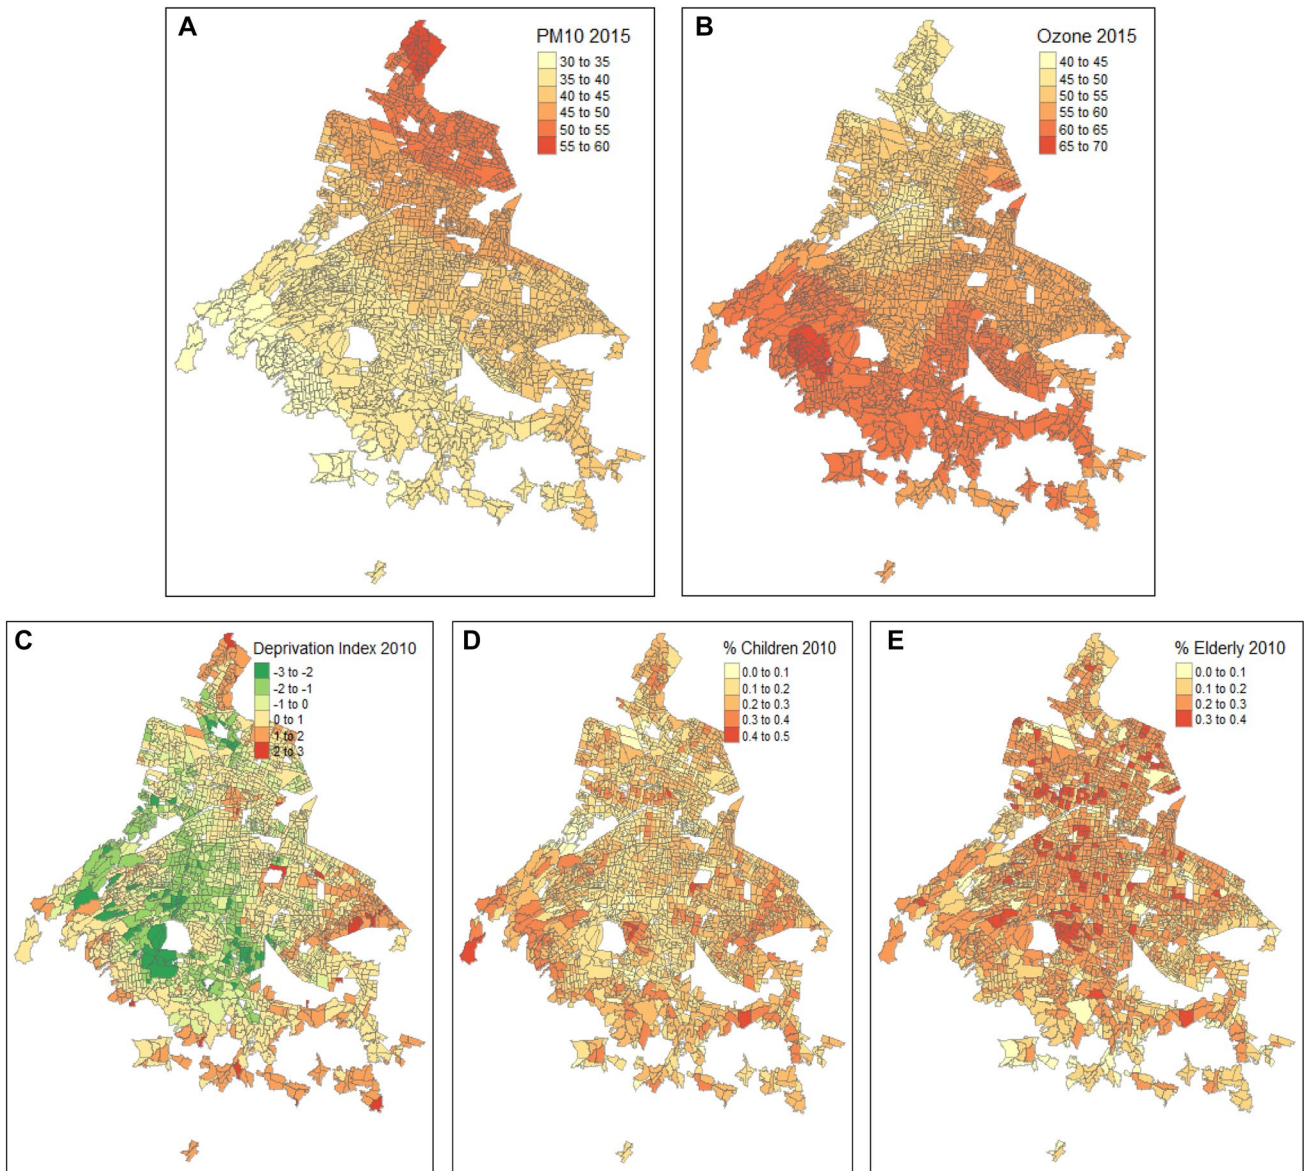 A
PM10 2015
30 to 35
35 to 40
40 to 45
45 to 50
50 to 55
55 to 60
B
Ozone 2015
40 to 45
45 to 50
50 to 55
55 to 60
60 to 65
65 to 70
C
Deprivation Index 2010
-3 to -2
-2 to -1
-1 to 0
0 to 1
1 to 2
2 to 3
D
% Children 2010
0.0 to 0.1
0.1 to 0.2
0.2 to 0.3
0.3 to 0.4
0.4 to 0.5
E
% Elderly 2010
0.0 to 0.1
0.1 to 0.2
0.2 to 0.3
0.3 to 0.4